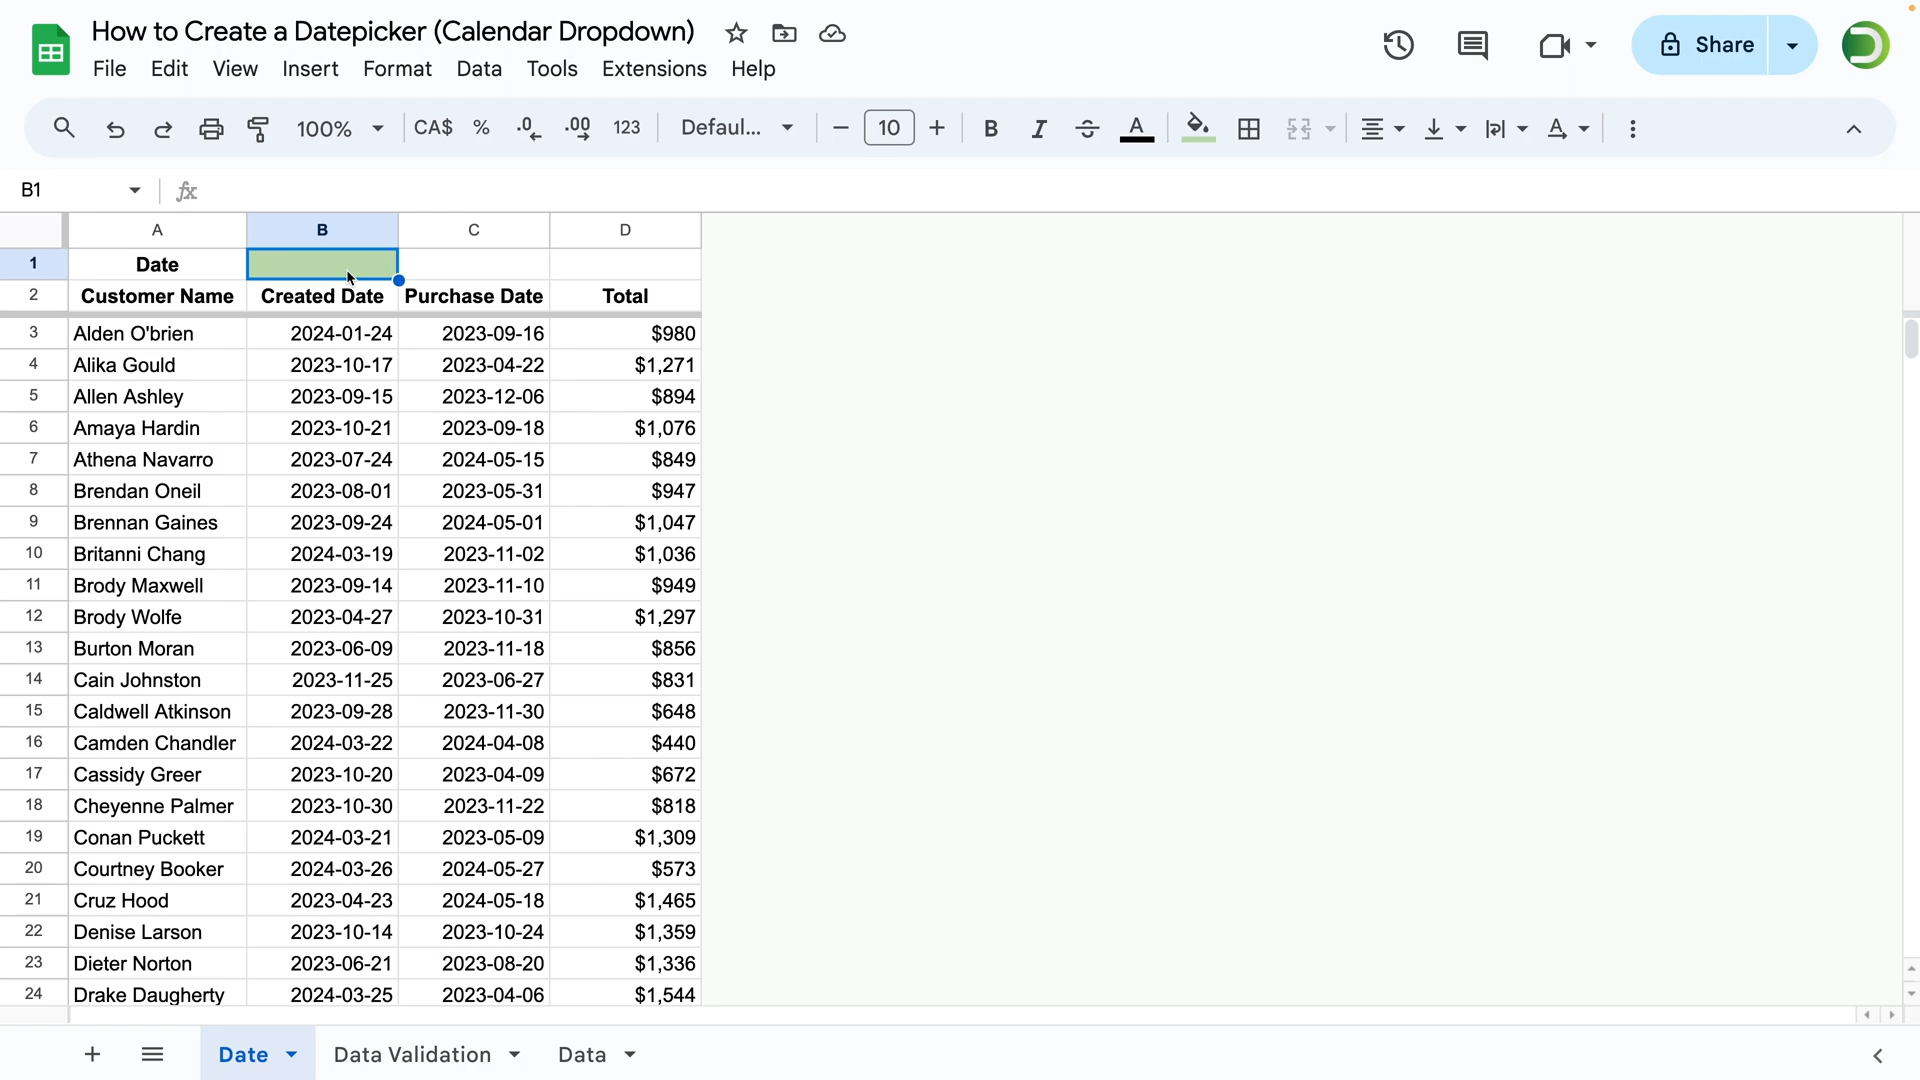 How to Create a Datepicker (Calendar Dropdown)
File Edit View Insert Format Data Tools Extensions Help
Share
100% CA$ % .0 .00 123 Defaul... 10 B I S A A
B1 fx
A B C D
1 Date
2 Customer Name Created Date Purchase Date Total
3 Alden O'brien 2024-01-24 2023-09-16 $980
4 Alika Gould 2023-10-17 2023-04-22 $1,271
5 Allen Ashley 2023-09-15 2023-12-06 $894
6 Amaya Hardin 2023-10-21 2023-09-18 $1,076
7 Athena Navarro 2023-07-24 2024-05-15 $849
8 Brendan Oneil 2023-08-01 2023-05-31 $947
9 Brennan Gaines 2023-09-24 2024-05-01 $1,047
10 Britanni Chang 2024-03-19 2023-11-02 $1,036
11 Brody Maxwell 2023-09-14 2023-11-10 $949
12 Brody Wolfe 2023-04-27 2023-10-31 $1,297
13 Burton Moran 2023-06-09 2023-11-18 $856
14 Cain Johnston 2023-11-25 2023-06-27 $831
15 Caldwell Atkinson 2023-09-28 2023-11-30 $648
16 Camden Chandler 2024-03-22 2024-04-08 $440
17 Cassidy Greer 2023-10-20 2023-04-09 $672
18 Cheyenne Palmer 2023-10-30 2023-11-22 $818
19 Conan Puckett 2024-03-21 2023-05-09 $1,309
20 Courtney Booker 2024-03-26 2024-05-27 $573
21 Cruz Hood 2023-04-23 2024-05-18 $1,465
22 Denise Larson 2023-10-14 2023-10-24 $1,359
23 Dieter Norton 2023-06-21 2023-08-20 $1,336
24 Drake Daugherty 2024-03-25 2023-04-06 $1,544
Date Data Validation Data